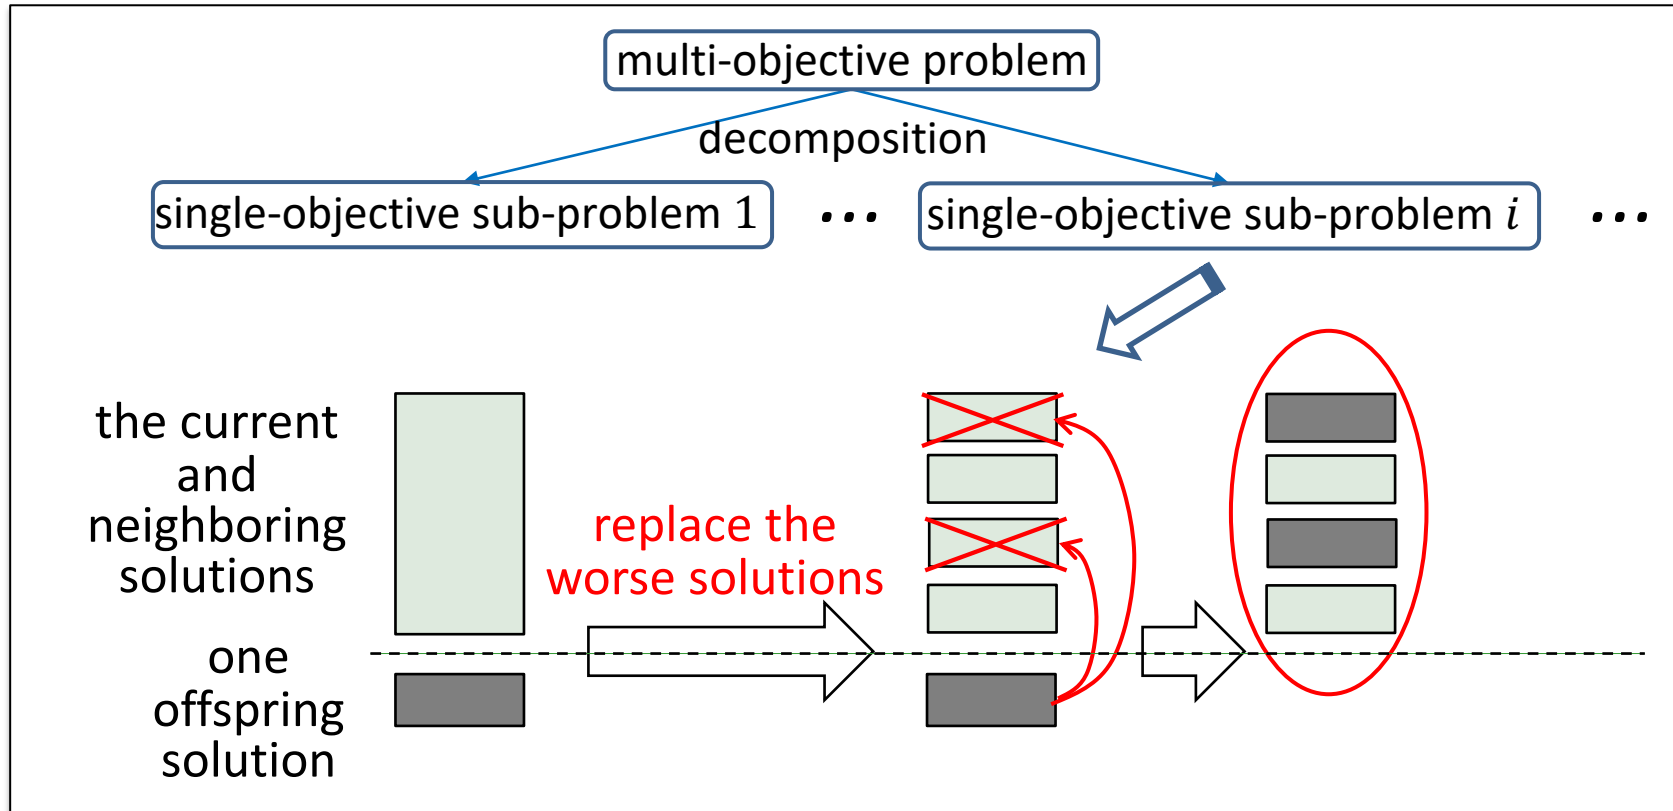 multi-objective problem
decomposition
single-objective sub-problem 1
...
single-objective sub-problem i
...
the current
and
neighboring
solutions
replace the
worse solutions
one
offspring
solution